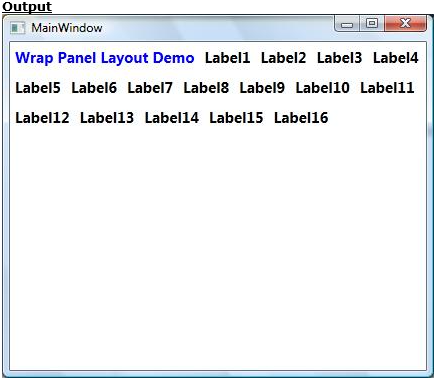 Output
MainWindow
Wrap Panel Layout Demo Label1 Label2 Label3 Label4
Label5 Label6 Label7 Label8 Label9 Label10 Label11
Label12 Label13 Label14 Label15 Label16